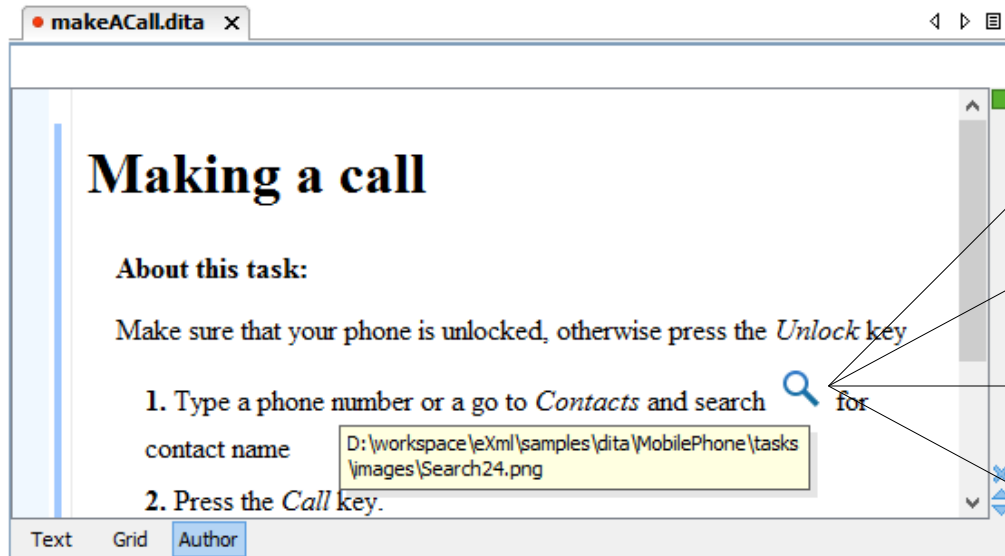 makeACall.dita
Making a call
About this task:
Make sure that your phone is unlocked, otherwise press the Unlock key
1. Type a phone number or a go to Contacts and search for
contact name
D:\workspace\eXml\samples\dita\MobilePhone\tasks
\images\Search24.png
2. Press the Call key.
Text Grid Author